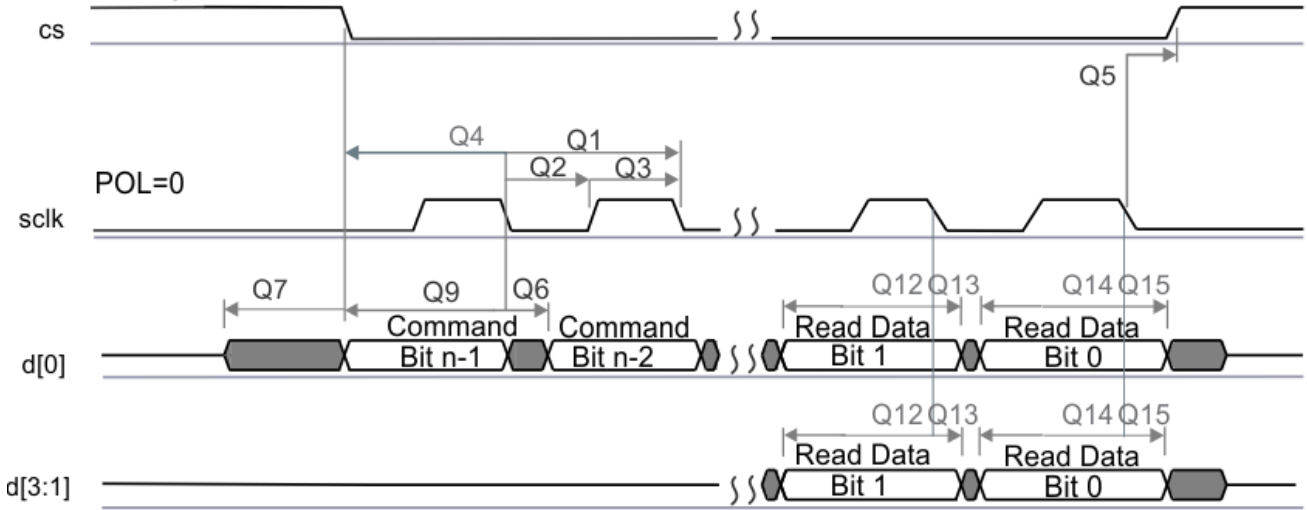 cs
Q5
Q4 Q1
Q2 Q3
POL=0
sclk
Q7 Q9 Q6 Q12 Q13 Q14 Q15
Command Command Read Data Read Data
d[0] Bit n-1 Bit n-2 Bit 1 Bit 0
Q12 Q13 Q14 Q15
Read Data Read Data
d[3:1] Bit 1 Bit 0